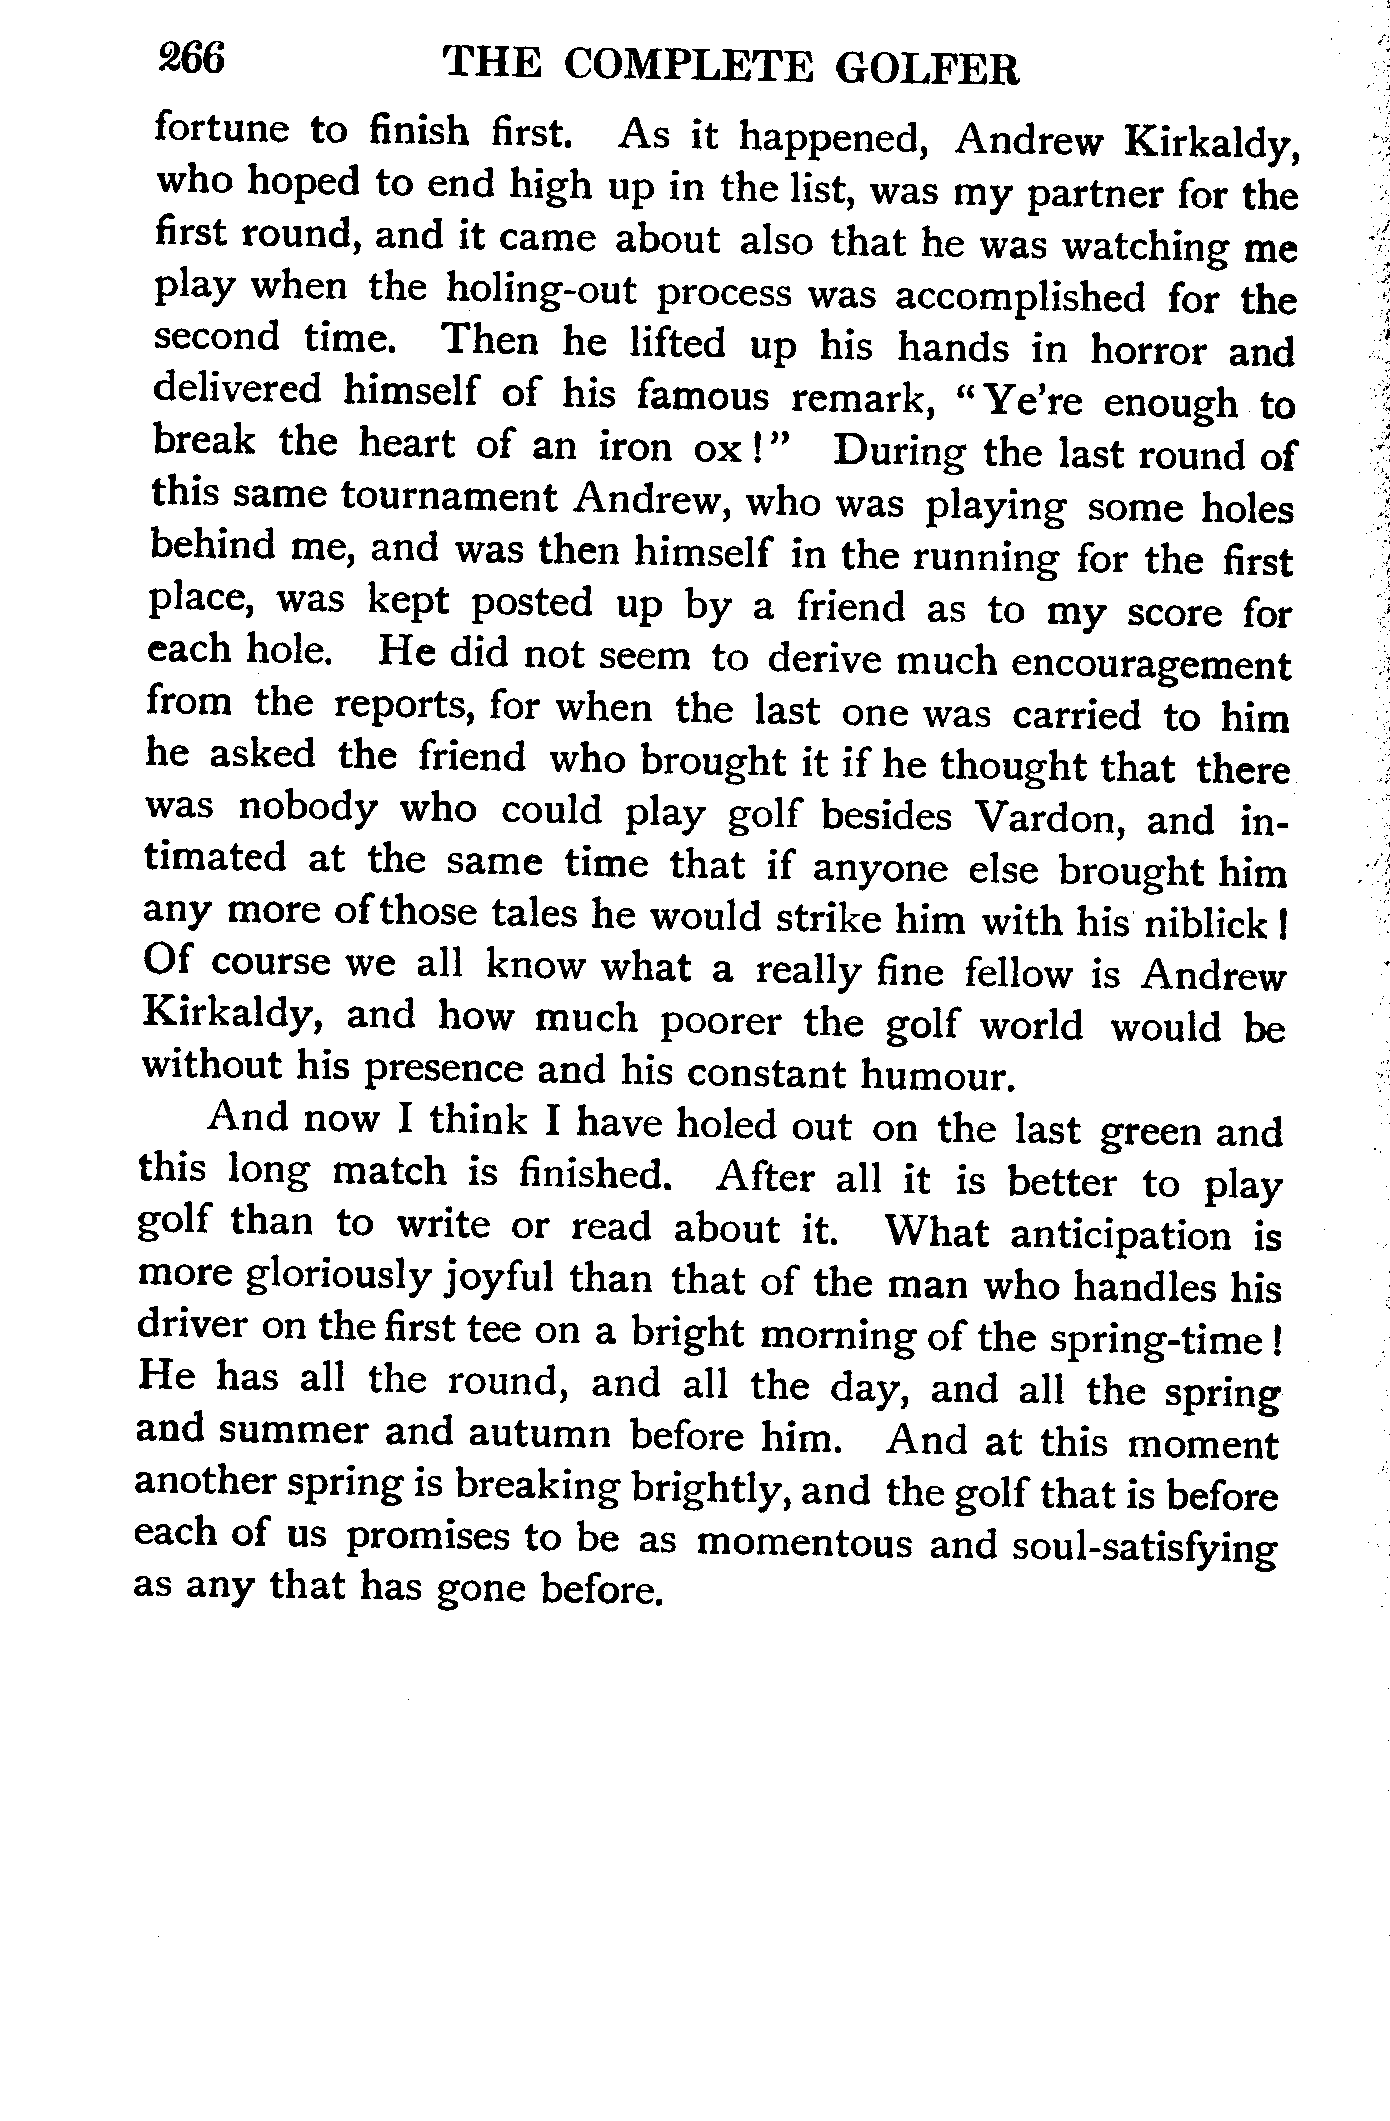 266 THE COMPLETE GOLFER
fortune to finish first. As it happened, Andrew Kirkaldy,
who hoped to end high up in the list, was my partner for the
first round, and it came about also that he was watching me
play when the holing-out process was accomplished for the
second time. Then he lifted up his hands in horror and
delivered himself of his famous remark, "Ye're enough to
break the heart of an iron ox!" During the last round of
this same tournament Andrew, who was playing some holes
behind me, and was then himself in the running for the first
place, was kept posted up by a friend as to my score for
each hole. He did not seem to derive much encouragement
from the reports, for when the last one was carried to him
he asked the friend who brought it if he thought that there
was nobody who could play golf besides Vardon, and in-
timated at the same time that if anyone else brought him
any more of those tales he would strike him with his niblick!
Of course we all know what a really fine fellow is Andrew
Kirkaldy, and how much poorer the golf world would be
without his presence and his constant humour.
And now I think I have holed out on the last green and
this long match is finished. After all it is better to play
golf than to write or read about it. What anticipation is
more gloriously joyful than that of the man who handles his
driver on the first tee on a bright morning of the spring-time!
He has all the round, and all the day, and all the spring
and summer and autumn before him. And at this moment
another spring is breaking brightly, and the golf that is before
each of us promises to be as momentous and soul-satisfying
as any that has gone before.